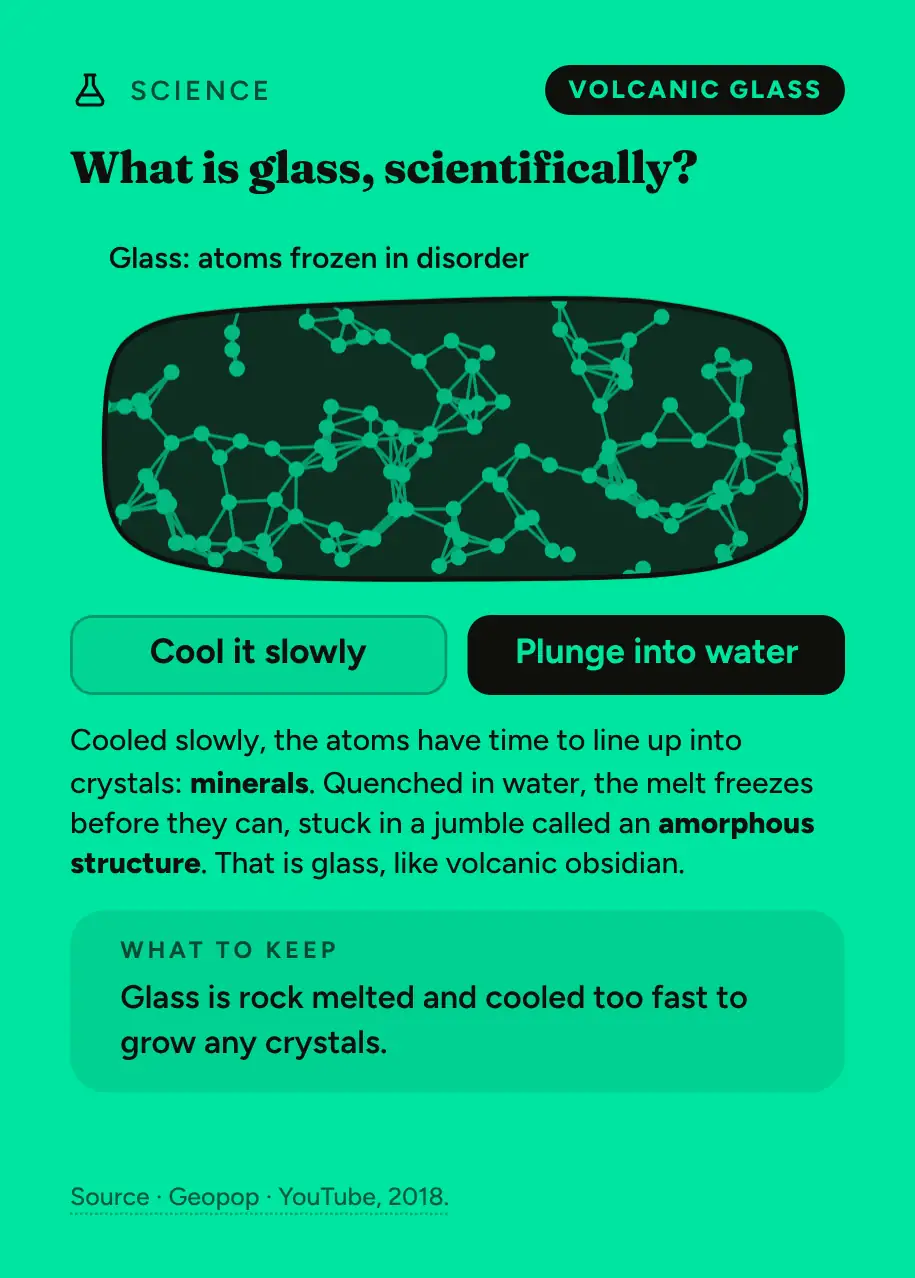 SCIENCE
VOLCANIC GLASS
What is glass, scientifically?
Glass: atoms frozen in disorder
Cool it slowly
Plunge into water
Cooled slowly, the atoms have time to line up into
crystals: minerals. Quenched in water, the melt freezes
before they can, stuck in a jumble called an amorphous
structure. That is glass, like volcanic obsidian.
WHAT TO KEEP
Glass is rock melted and cooled too fast to
grow any crystals.
Source · Geopop · YouTube, 2018.